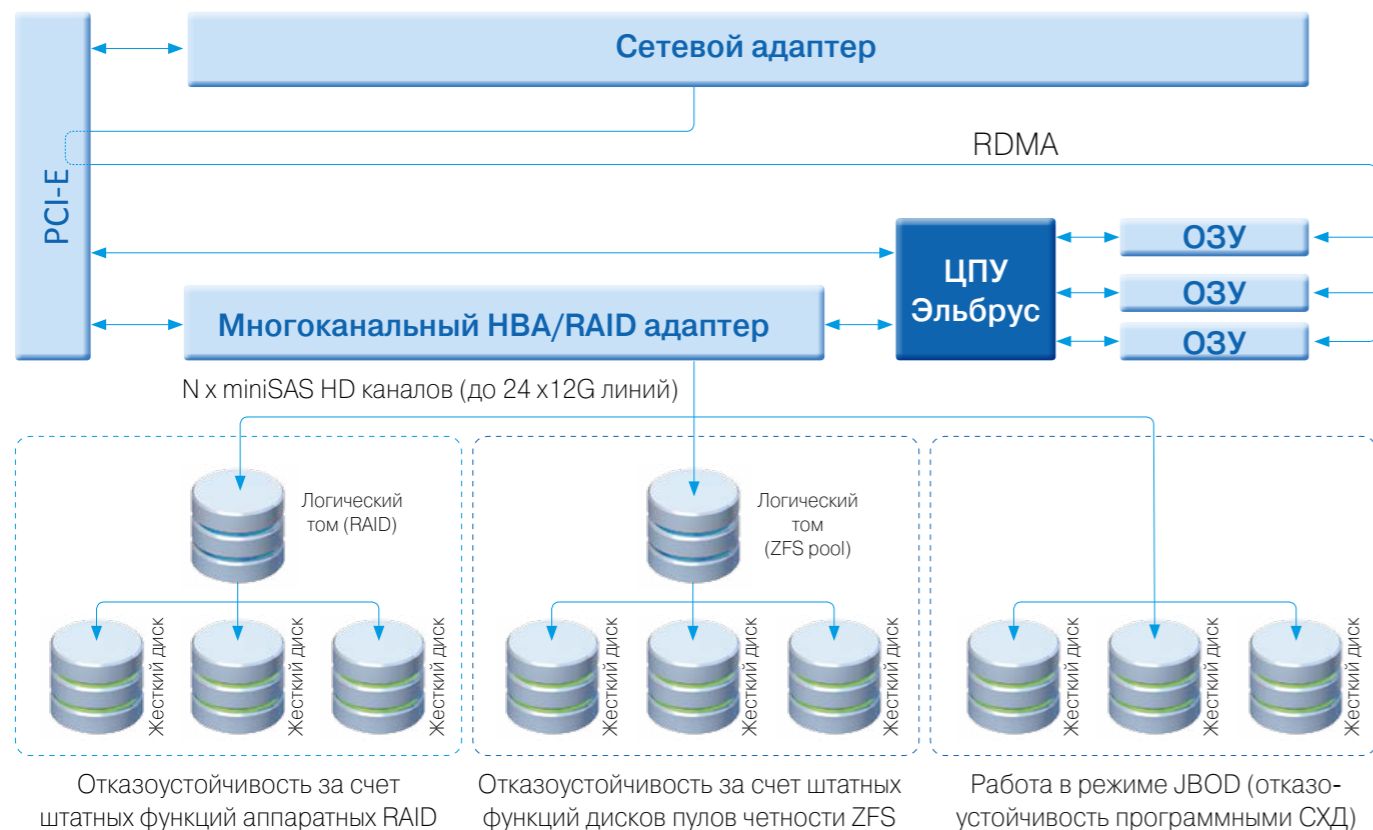 Сетевой адаптер
PCI-E
RDMA
ЦПУ
Эльбрус
ОЗУ
ОЗУ
ОЗУ
Многоканальный HBA/RAID адаптер
N x miniSAS HD каналов (до 24 x12G линий)
Логический
том (RAID)
Логический
том
(ZFS pool)
Жесткий диск
Жесткий диск
Жесткий диск
Жесткий диск
Жесткий диск
Жесткий диск
Жесткий диск
Жесткий диск
Жесткий диск
Отказоустойчивость за счет
штатных функций аппаратных RAID
Отказоустойчивость за счет штатных
функций дисков пулов четности ZFS
Работа в режиме JBOD (отказо-
устойчивость программными СХД)